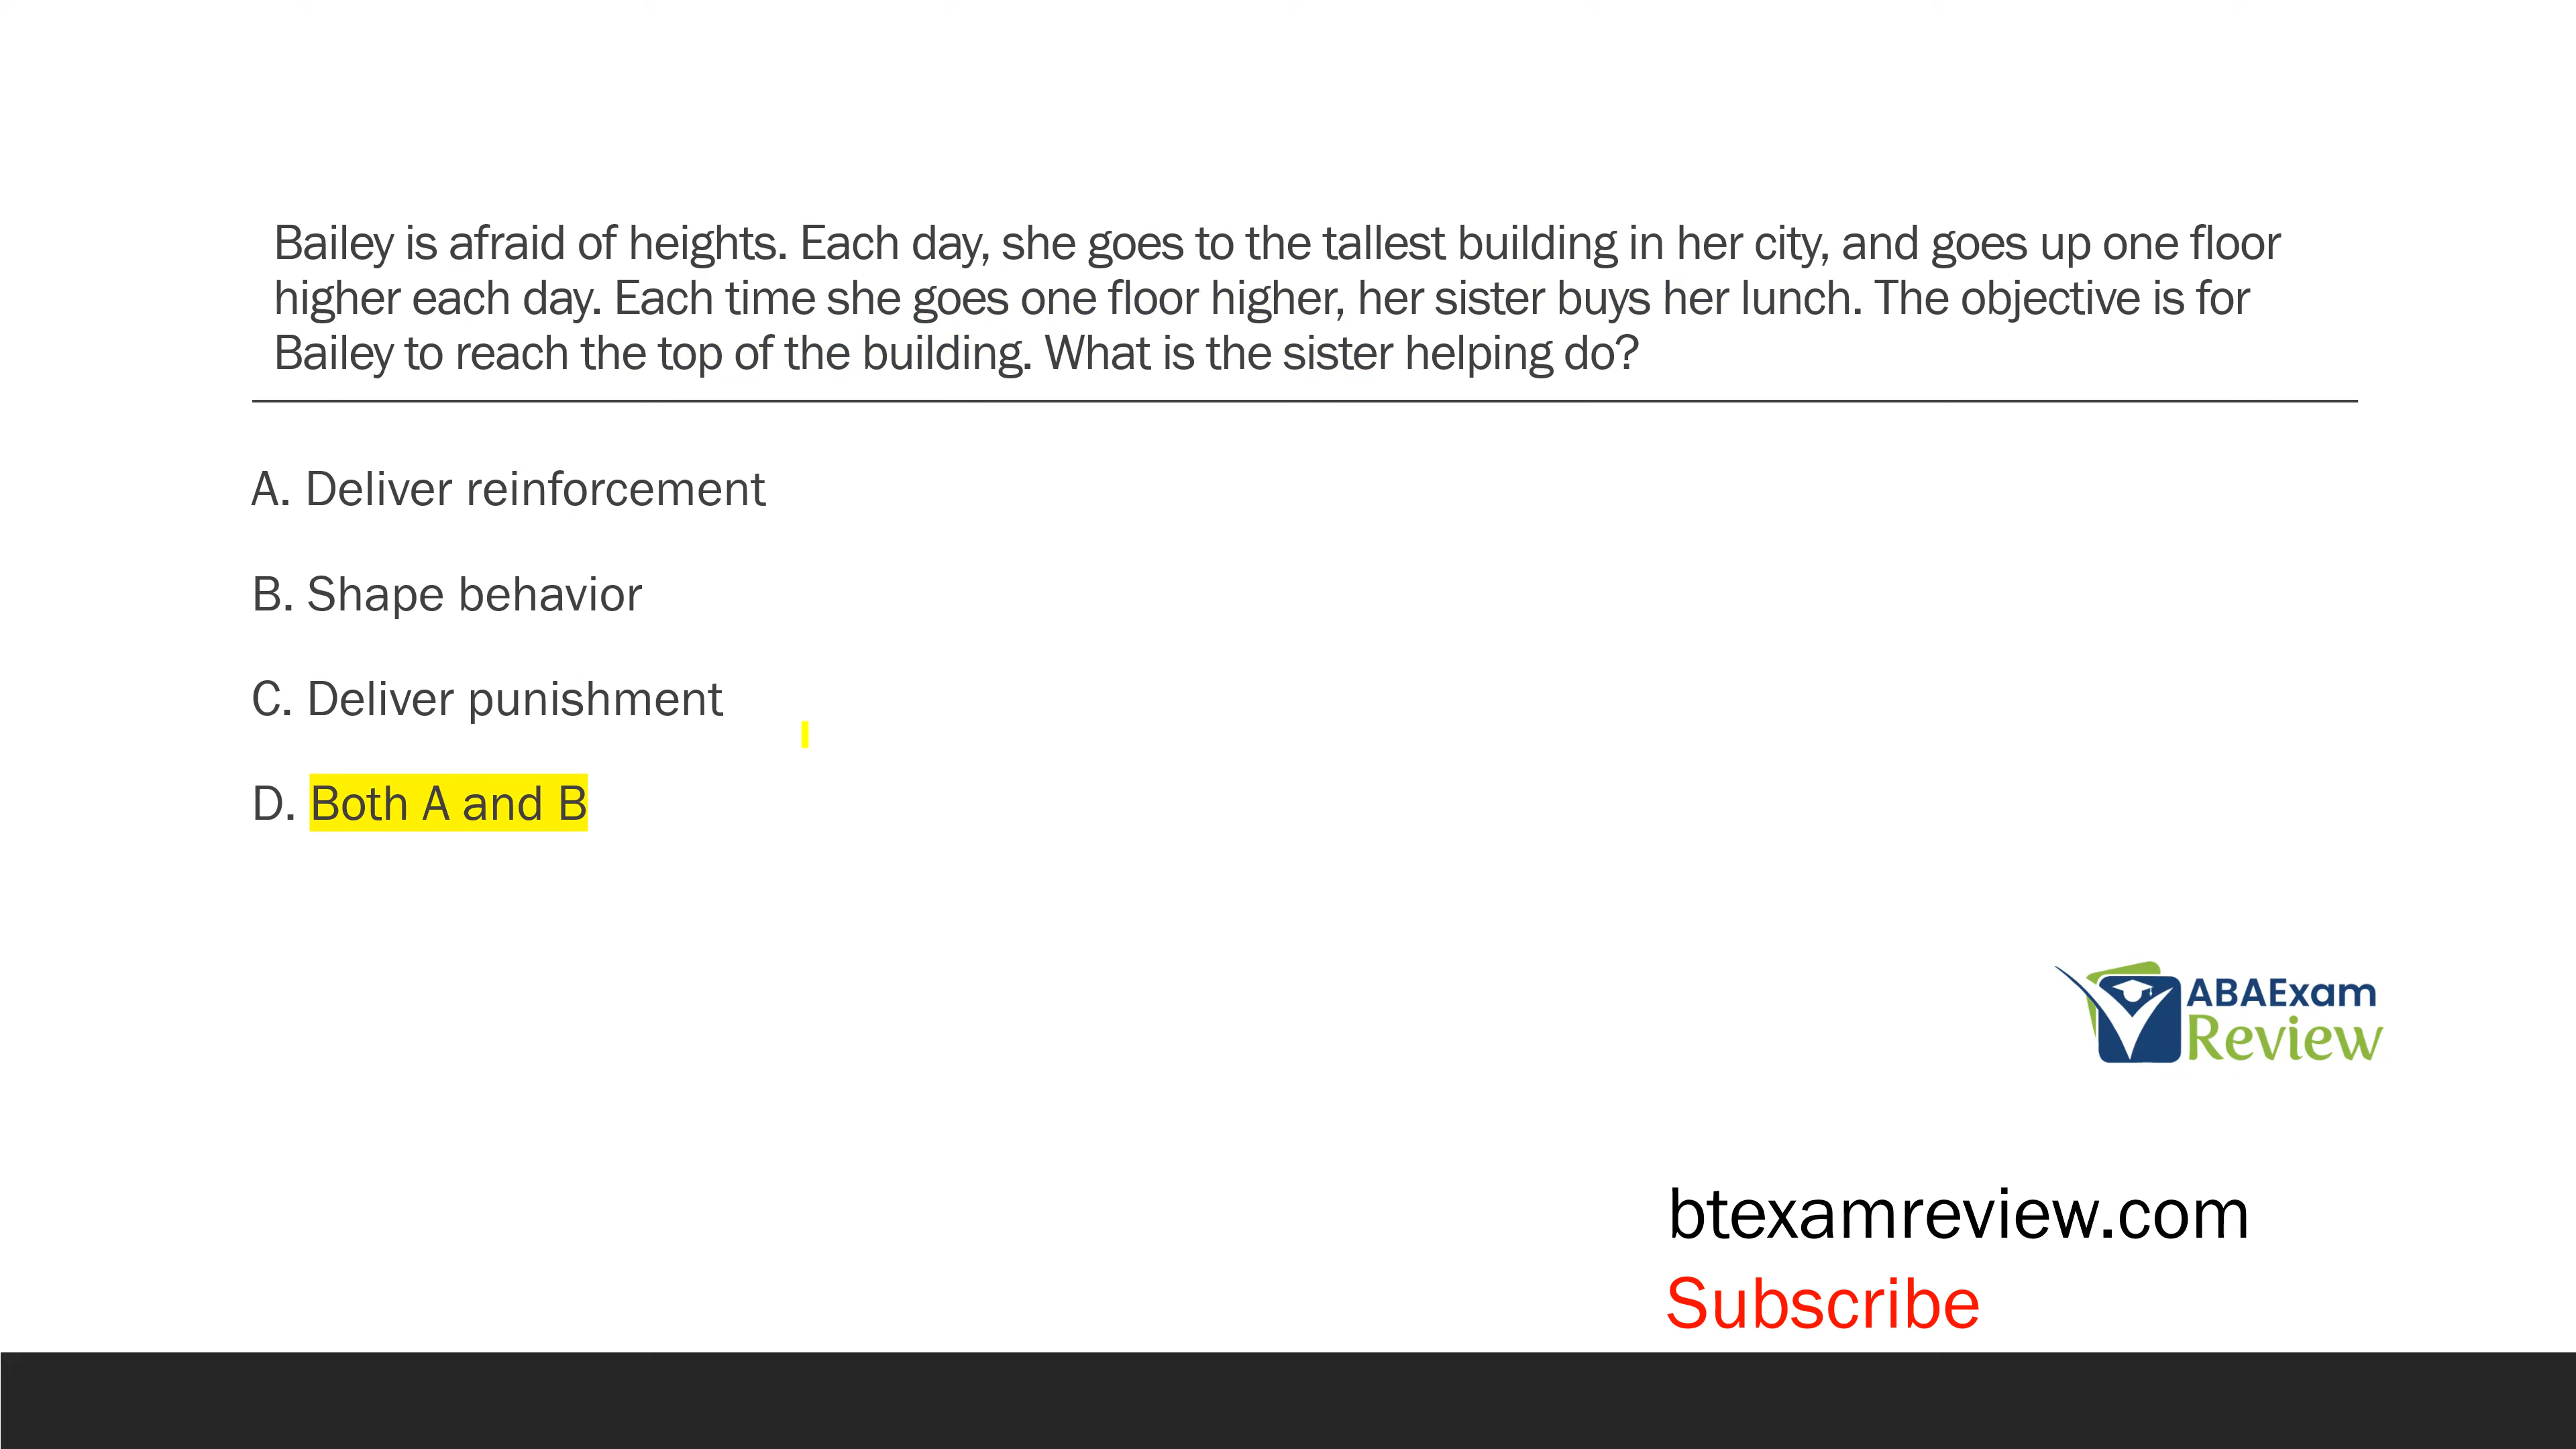 Bailey is afraid of heights. Each day, she goes to the tallest building in her city, and goes up one floor
higher each day. Each time she goes one floor higher, her sister buys her lunch. The objective is for
Bailey to reach the top of the building. What is the sister helping do?
A. Deliver reinforcement
B. Shape behavior
C. Deliver punishment
D. Both A and B
ABAExam
Review
btexamreview.com
Subscribe